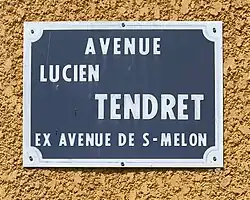 AVENUE
LUCIEN
TENDRET
EX AVENUE DE S-MELON